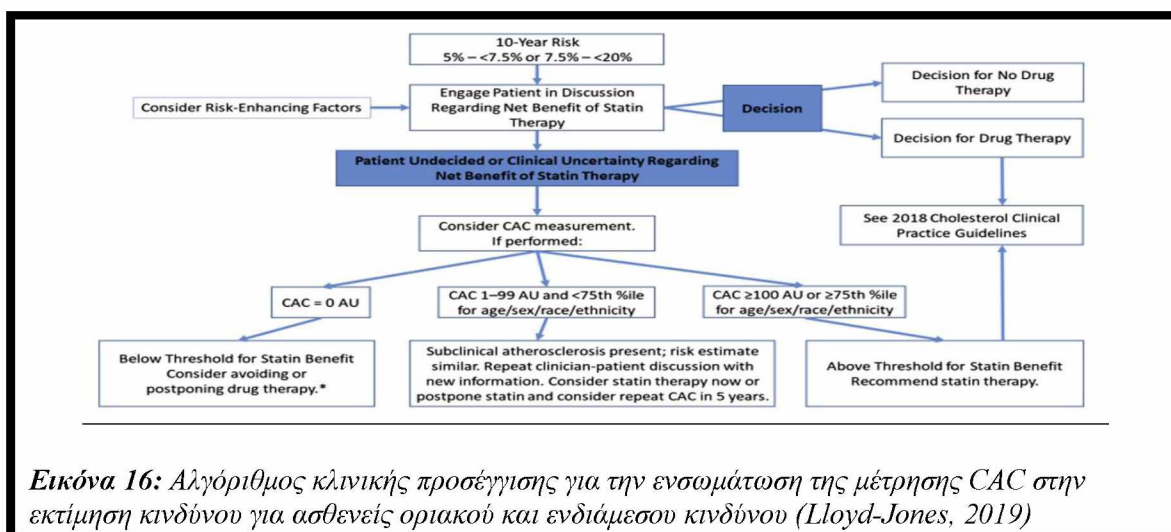 10-Year Risk
5% – <7.5% or 7.5% – <20%
Consider Risk-Enhancing Factors
Engage Patient in Discussion
Regarding Net Benefit of Statin
Therapy
Decision
Decision for No Drug
Therapy
Decision for Drug Therapy
Patient Undecided or Clinical Uncertainty Regarding
Net Benefit of Statin Therapy
See 2018 Cholesterol Clinical
Practice Guidelines
Consider CAC measurement.
If performed:
CAC = 0 AU
CAC 1–99 AU and <75th %ile
for age/sex/race/ethnicity
CAC ≥100 AU or ≥75th %ile
for age/sex/race/ethnicity
Below Threshold for Statin Benefit
Consider avoiding or
postponing drug therapy.*
Subclinical atherosclerosis present; risk estimate
similar. Repeat clinician-patient discussion with
new information. Consider statin therapy now or
postpone statin and consider repeat CAC in 5 years.
Above Threshold for Statin Benefit
Recommend statin therapy.
Εικόνα 16: Αλγόριθμος κλινικής προσέγγισης για την ενσωμάτωση της μέτρησης CAC στην
εκτίμηση κινδύνου για ασθενείς οριακού και ενδιάμεσου κινδύνου (Lloyd-Jones, 2019)